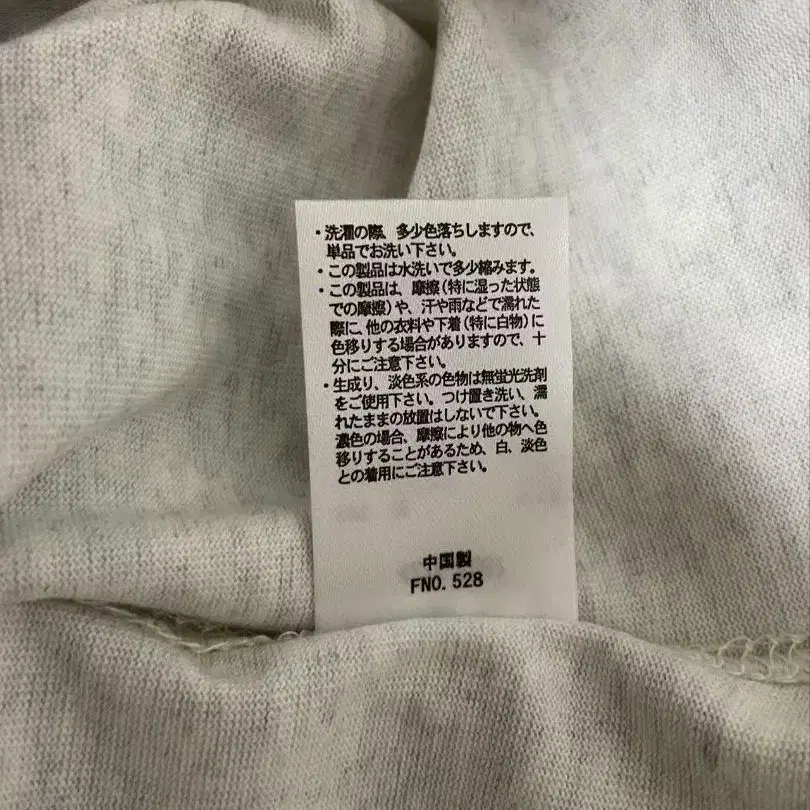 ・洗濯の際、多少色落ちしますので、
単品でお洗い下さい。
・この製品は水洗いで多少縮みます。
・この製品は、摩擦(特に湿った状態
での摩擦)や、汗や雨などで濡れた
際に、他の衣料や下着(特に白物)に
色移りする場合がありますので、十
分にご注意下さい。
・生成り、淡色系の色物は無蛍光洗剤
をご使用下さい。つけ置き洗い、濡
れたままの放置はしないで下さい。
濃色の場合、摩擦により他の物へ色
移りすることがあるため、白、淡色
との着用にご注意下さい。
中国製
FNO. 528